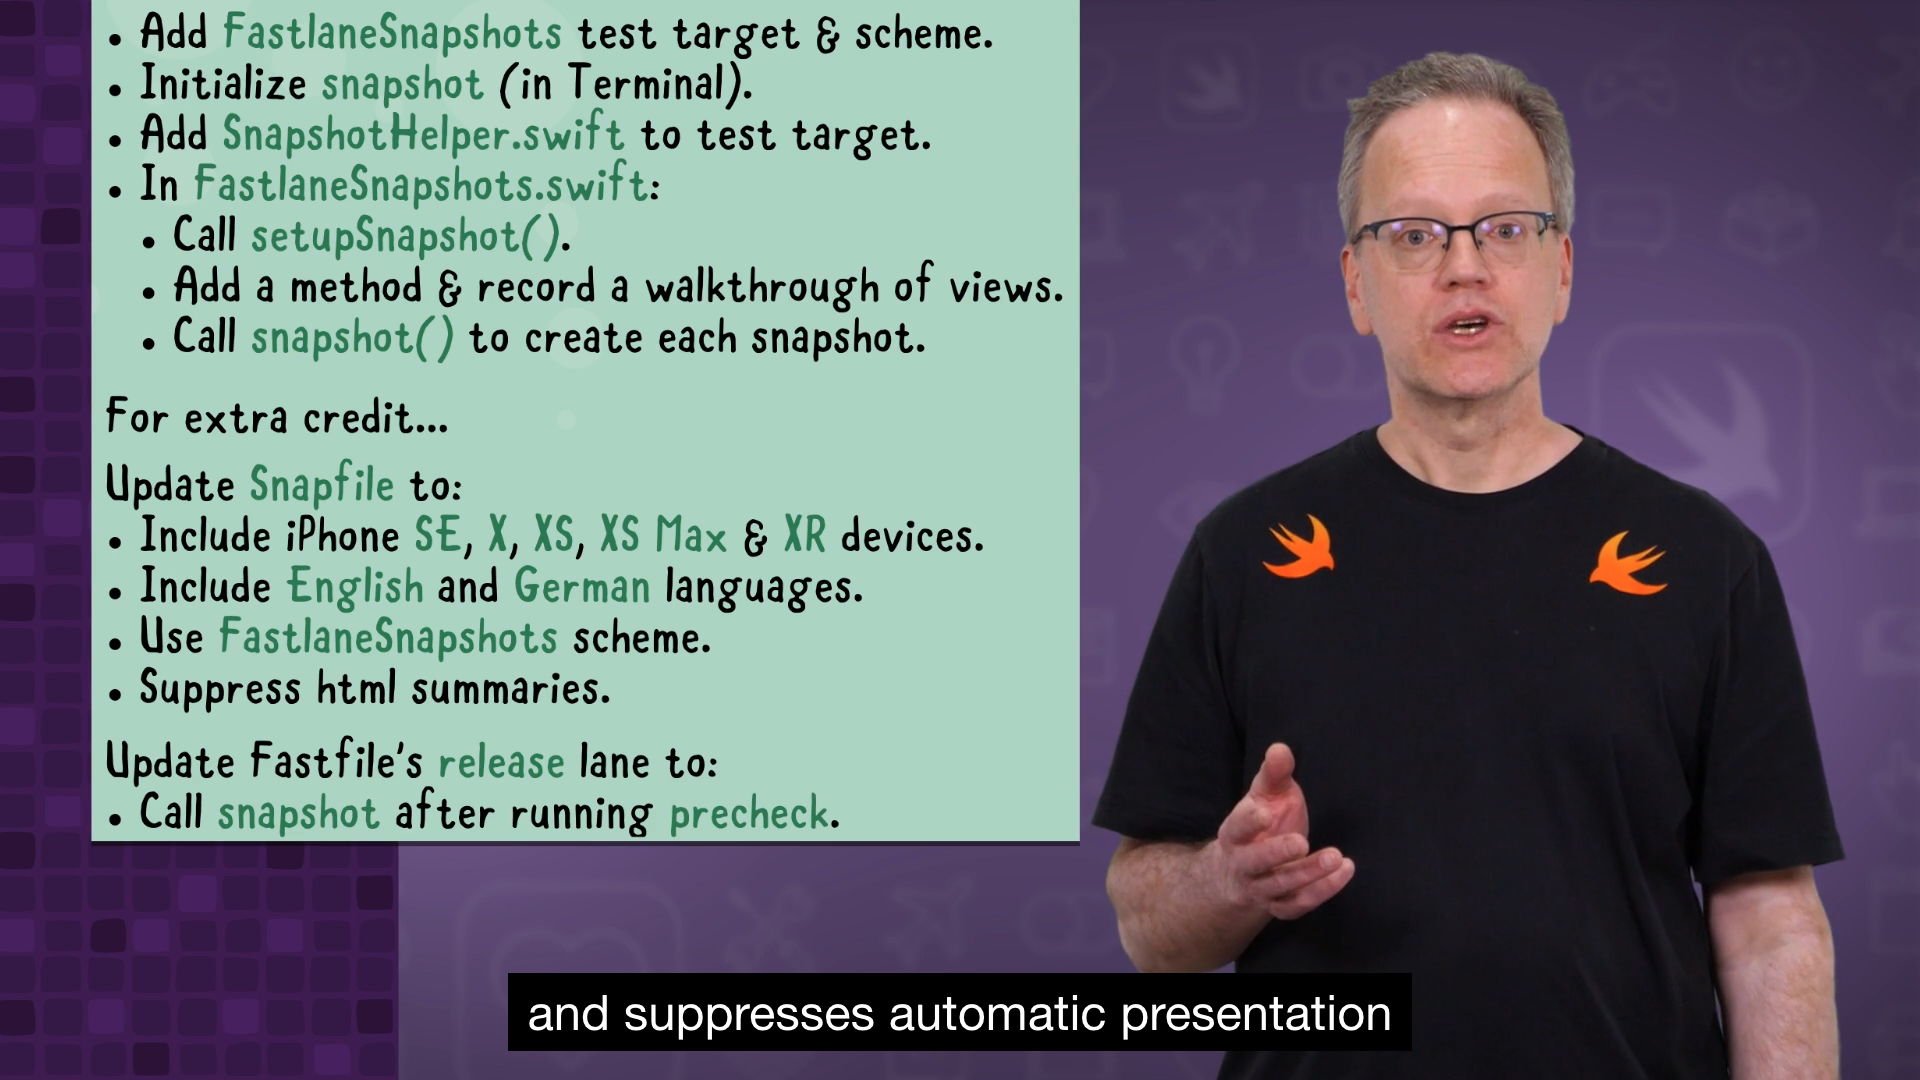 • Add FastlaneSnapshots test target & scheme.
• Initialize snapshot (in Terminal).
• Add SnapshotHelper.swift to test target.
• In FastlaneSnapshots.swift:
• Call setupSnapshot().
• Add a method & record a walkthrough of views.
• Call snapshot() to create each snapshot.
For extra credit...
Update Snapfile to:
• Include iPhone SE, X, XS, XS Max & XR devices.
• Include English and German languages.
• Use FastlaneSnapshots scheme.
• Suppress html summaries.
Update Fastfile's release lane to:
• Call snapshot after running precheck.
and suppresses automatic presentation